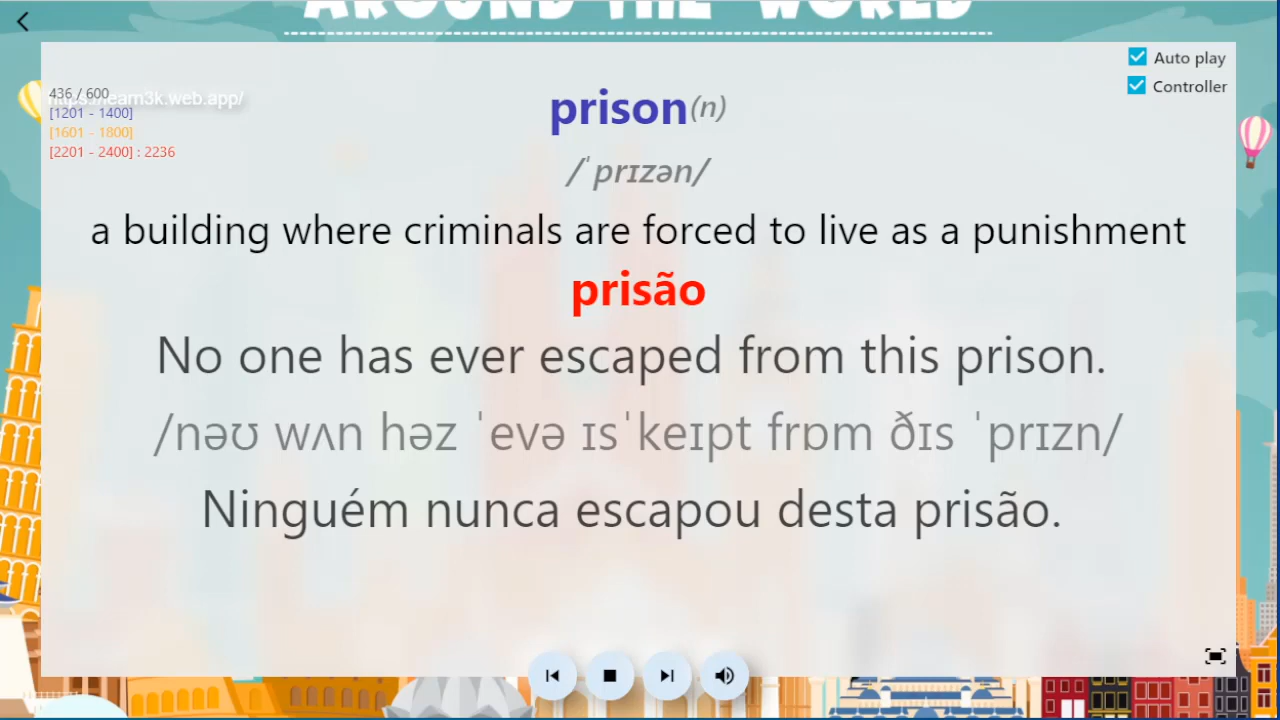 AROUND THE WORLD
Auto play
Controller
436 / 600
https://learn3k.web.app/
[1201 - 1400]
[1601 - 1800]
[2201 - 2400] : 2236
prison(n)
/ˈprɪzən/
a building where criminals are forced to live as a punishment
prisão
No one has ever escaped from this prison.
/nəʊ wʌn həz ˈevə ɪsˈkeɪpt frɒm ðɪs ˈprɪzn/
Ninguém nunca escapou desta prisão.